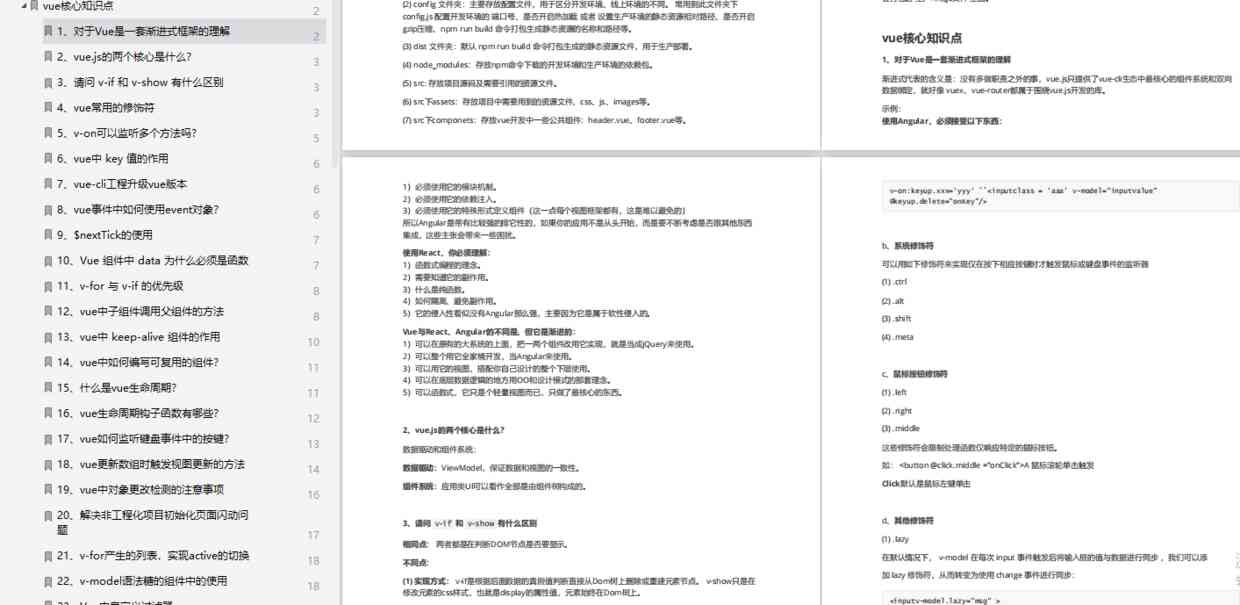 vue核心知识点 2
1、对于Vue是一套渐进式框架的理解 2
2、vue.js的两个核心是什么? 3
3、请问 v-if 和 v-show 有什么区别 3
4、vue常用的修饰符 3
5、v-on可以监听多个方法吗? 5
6、vue中 key 值的作用 6
7、vue-cli工程升级vue版本 6
8、vue事件中如何使用event对象? 6
9、$nextTick的使用 7
10、Vue 组件中 data 为什么必须是函数 7
11、v-for 与 v-if 的优先级 8
12、vue中子组件调用父组件的方法 8
13、vue中 keep-alive 组件的作用 10
14、vue中如何编写可复用的组件? 11
15、什么是vue生命周期? 11
16、vue生命周期钩子函数有哪些? 12
17、vue如何监听键盘事件中的按键? 13
18、vue更新数组时触发视图更新的方法 14
19、vue中对象更改检测的注意事项 16
20、解决非工程化项目初始化页面闪动问
题 17
21、v-for产生的列表，实现active的切换 18
22、v-model语法糖的组件中的使用 18
(2) config 文件夹：主要存放配置文件，用于区分开发环境、线上环境的不同。 常用到此文件夹下
config.js 配置开发环境的 端口号、是否开启热加载 或者 设置生产环境的静态资源相对路径、是否开启
gzip压缩、npm run build 命令打包生成静态资源的名称和路径等。
(3) dist 文件夹：默认 npm run build 命令打包生成的静态资源文件，用于生产部署。
(4) node_modules：存放npm命令下载的开发环境和生产环境的依赖包。
(5) src: 存放项目源码及需要引用的资源文件。
(6) src下assets：存放项目中需要用到的资源文件，css、js、images等。
(7) src下componets：存放vue开发中一些公共组件：header.vue、footer.vue等。
vue核心知识点
1、对于Vue是一套渐进式框架的理解
渐进式代表的含义是：没有多做职责之外的事，vue.js只提供了vue-cli生态中最核心的组件系统和双向
数据绑定，就好像 vuex、vue-router都属于围绕vue.js开发的库。
示例：
使用Angular，必须接受以下东西：
1）必须使用它的模块机制。
2）必须使用它的依赖注入。
3）必须使用它的特殊形式定义组件（这一点每个视图框架都有，这是难以避免的）
所以Angular是带有比较强的排它性的，如果你的应用不是从头开始，而是要不断考虑是否跟其他东西
集成，这些主张会带来一些困扰。
使用React，你必须理解：
1）函数式编程的理念。
2）需要知道它的副作用。
3）什么是纯函数。
4）如何隔离、避免副作用。
5）它的侵入性看似没有Angular那么强，主要因为它是属于软性侵入的。
Vue与React、Angular的不同是，但它是渐进的：
1）可以在原有的大系统的上面，把一两个组件改用它实现，就是当成jQuery来使用。
2）可以整个用它全家桶开发，当Angular来使用。
3）可以用它的视图，搭配你自己设计的整个下层使用。
4）可以在底层数据逻辑的地方用OO和设计模式的那套理念。
5）可以函数式，它只是个轻量视图而已，只做了最核心的东西。
2、vue.js的两个核心是什么?
数据驱动和组件系统：
数据驱动：ViewModel，保证数据和视图的一致性。
组件系统：应用类UI可以看作全部是由组件树构成的。
3、请问 v-if 和 v-show 有什么区别
相同点： 两者都是在判断DOM节点是否要显示。
不同点：
(1) 实现方式： v-if是根据后面数据的真假值判断直接从Dom树上删除或重建元素节点。 v-show只是在
修改元素的css样式，也就是display的属性值，元素始终在Dom树上。
v-on:keyup.xxx='yyy' ``<inputclass = 'aaa' v-model="inputvalue"
@keyup.delete="onkey"/>
b、系统修饰符
可以用如下修饰符来实现仅在按下相应按键时才触发鼠标或键盘事件的监听器
(1) .ctrl
(2) .alt
(3) .shift
(4) .meta
c、鼠标按钮修饰符
(1) .left
(2) .right
(3) .middle
这些修饰符会限制处理函数仅响应特定的鼠标按钮。
如： <button @click.middle ="onClick">A 鼠标滚轮单击触发
Click默认是鼠标左键单击
d、其他修饰符
(1) .lazy
在默认情况下， v-model 在每次 input 事件触发后将输入框的值与数据进行同步 ，我们可以添
加 lazy 修饰符，从而转变为使用 change 事件进行同步:
<inputv-model.lazy="msg" >